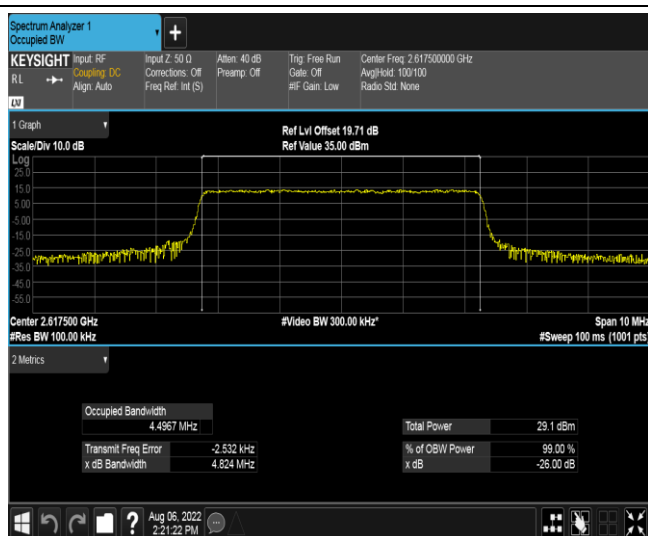 Spectrum Analyzer 1
Occupied BW
+
KEYSIGHT
RL
LXI
Input: RF
Coupling: DC
Align: Auto
Input Z: 50 Ω
Corrections: Off
Freq Ref: Int (S)
Atten: 40 dB
Preamp: Off
Trig: Free Run
Gate: Off
#IF Gain: Low
Center Freq: 2.617500000 GHz
Avg|Hold: 100/100
Radio Std: None
1 Graph
Scale/Div 10.0 dB
Ref Lvl Offset 19.71 dB
Ref Value 35.00 dBm
Log
25.0
15.0
5.00
-5.00
-15.0
-25.0
-35.0
-45.0
-55.0
Center 2.617500 GHz
#Res BW 100.00 kHz
#Video BW 300.00 kHz*
Span 10 MHz
#Sweep 100 ms (1001 pts)
2 Metrics
Occupied Bandwidth
4.4967 MHz
Transmit Freq Error -2.532 kHz
x dB Bandwidth 4.824 MHz
Total Power 29.1 dBm
% of OBW Power 99.00 %
x dB -26.00 dB
?
Aug 06, 2022
2:21:22 PM